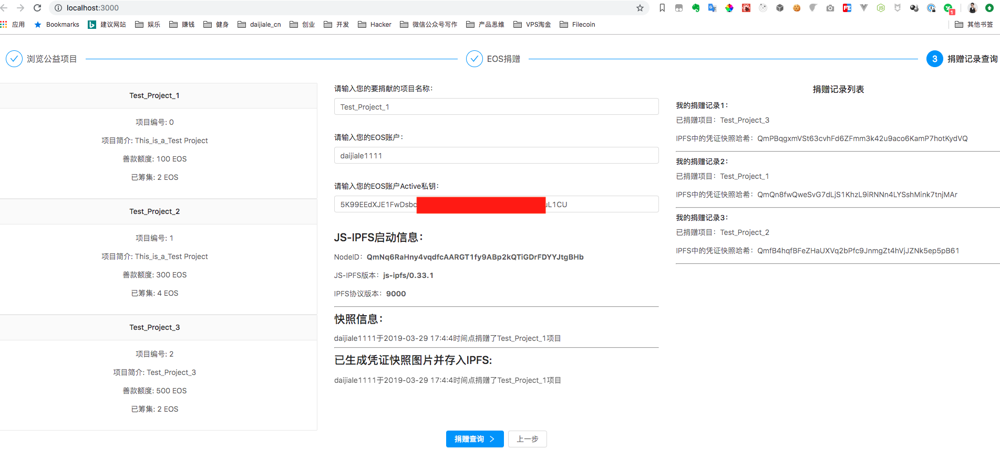 localhost:3000
应用
Bookmarks
建议网站
娱乐
赚钱
健身
daijiale_cn
创业
开发
Hacker
微信公众号写作
产品思维
VPS淘金
Filecoin
其他书签
浏览公益项目
EOS捐赠
3 捐赠记录查询
Test_Project_1
项目编号: 0
项目简介: This_is_a_Test Project
善款额度: 100 EOS
已筹集: 2 EOS
Test_Project_2
项目编号: 1
项目简介: This_is_a_Test Project
善款额度: 300 EOS
已筹集: 4 EOS
Test_Project_3
项目编号: 2
项目简介: Test_Project_3
善款额度: 500 EOS
已筹集: 2 EOS
请输入您的要捐献的项目名称：
Test_Project_1
请输入您的EOS账户：
daijiale1111
请输入您的EOS账户Active私钥：
5K99EEdXJE1FwDsbc
L1CU
JS-IPFS启动信息：
NodeID：QmNq6RaHny4vqdfcAARGT1fy9ABp2kQTiGDrFDYYJtgBHb
JS-IPFS版本：js-ipfs/0.33.1
IPFS协议版本：9000
快照信息：
daijiale1111于2019-03-29 17:4:4时间点捐赠了Test_Project_1项目
已生成凭证快照图片并存入IPFS:
daijiale1111于2019-03-29 17:4:4时间点捐赠了Test_Project_1项目
捐赠记录列表
我的捐赠记录1：
已捐赠项目：Test_Project_3
IPFS中的凭证快照哈希：QmPBqgxmVSt63cvhFd6ZFmm3k42u9aco6KamP7hotKydVQ
我的捐赠记录2：
已捐赠项目：Test_Project_1
IPFS中的凭证快照哈希：QmQn8fwQweSvG7dLjS1KhzL9iRNNn4LYSshMink7tnjMAr
我的捐赠记录3：
已捐赠项目：Test_Project_2
IPFS中的凭证快照哈希：QmfB4hqfBFeZHaUXVq2bPfc9JnmgZt4hVjJZNk5ep5pB61
捐赠查询
上一步